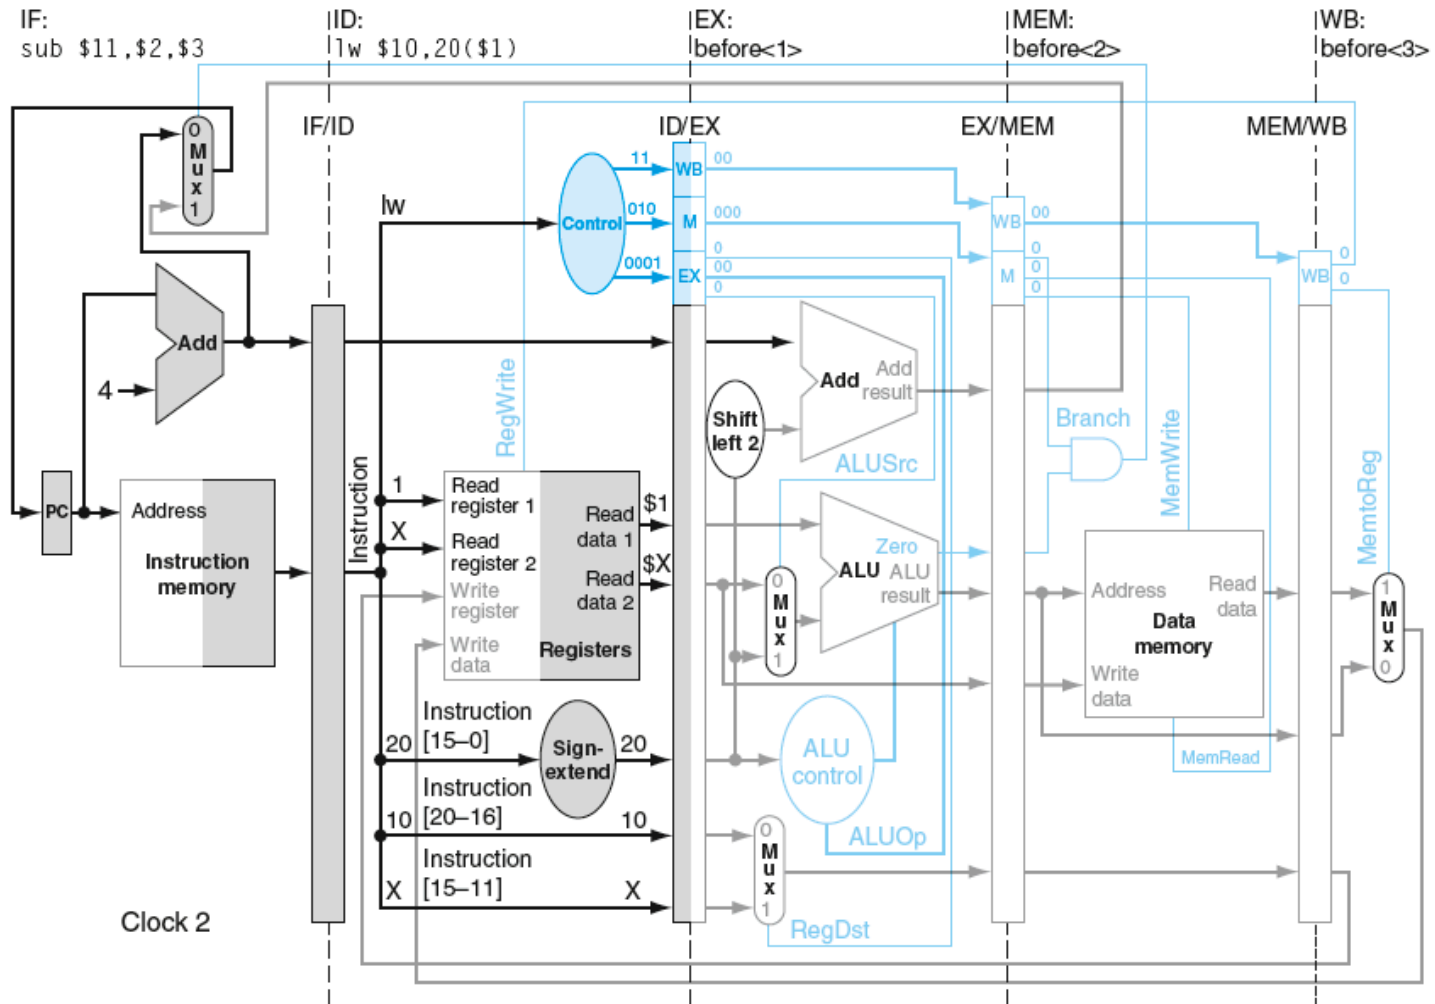 IF:
sub $11,$2,$3
ID:
lw $10,20($1)
EX:
before<1>
MEM:
before<2>
WB:
before<3>
IF/ID
ID/EX
EX/MEM
MEM/WB
0
Mux
1
lw
Control
11
010
0001
WB
M
EX
00
000
0
00
0
WB
M
00
0
0
0
WB
0
0
Add
4
PC
Address
Instruction
memory
Instruction
RegWrite
1
X
Read
register 1
Read
register 2
Write
register
Write
data
Read
data 1
Read
data 2
Registers
$1
$X
Shift
left 2
Add
Add
result
ALUSrc
0
Mux
1
Zero
ALU
ALU
result
Branch
MemWrite
Address
Read
data
Data
memory
Write
data
MemRead
MemtoReg
1
Mux
0
Instruction
[15–0]
20
Sign-
extend
20
Instruction
[20–16]
10
10
Instruction
[15–11]
X
X
ALU
control
ALUOp
0
Mux
1
RegDst
Clock 2